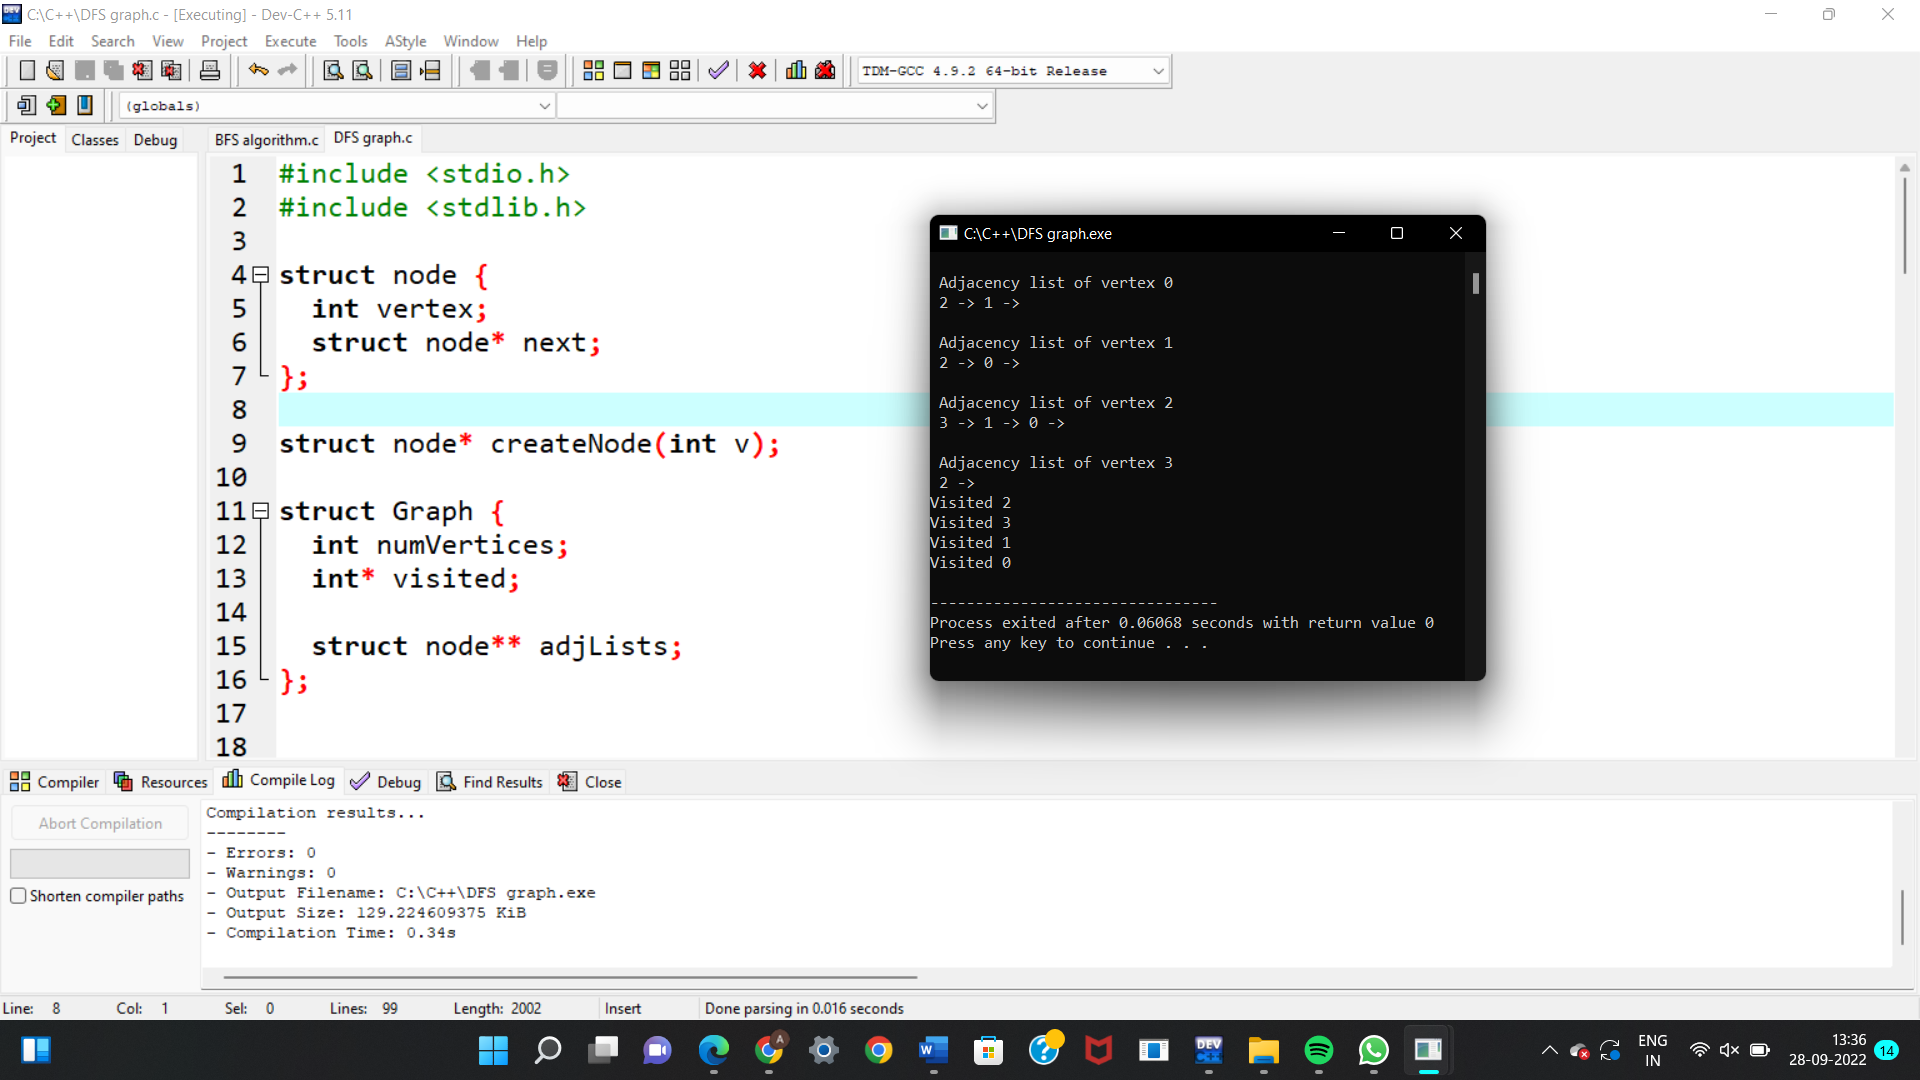 C:\C++\DFS graph.c - [Executing] - Dev-C++ 5.11
File Edit Search View Project Execute Tools AStyle Window Help
TDM-GCC 4.9.2 64-bit Release
(globals)
Project Classes Debug
BFS algorithm.c DFS graph.c
1 #include <stdio.h>
2 #include <stdlib.h>
3
4 struct node {
5 int vertex;
6 struct node* next;
7 };
8
9 struct node* createNode(int v);
10
11 struct Graph {
12 int numVertices;
13 int* visited;
14
15 struct node** adjLists;
16 };
17
18
C:\C++\DFS graph.exe
Adjacency list of vertex 0
2 -> 1 ->
Adjacency list of vertex 1
2 -> 0 ->
Adjacency list of vertex 2
3 -> 1 -> 0 ->
Adjacency list of vertex 3
2 ->
Visited 2
Visited 3
Visited 1
Visited 0
--------------------------------
Process exited after 0.06068 seconds with return value 0
Press any key to continue . . .
Compiler Resources Compile Log Debug Find Results Close
Abort Compilation
Shorten compiler paths
Compilation results...
--------
- Errors: 0
- Warnings: 0
- Output Filename: C:\C++\DFS graph.exe
- Output Size: 129.224609375 KiB
- Compilation Time: 0.34s
Line: 8 Col: 1 Sel: 0 Lines: 99 Length: 2002 Insert Done parsing in 0.016 seconds
A
W
DEV
C++
ENG
IN
13:36
28-09-2022
14